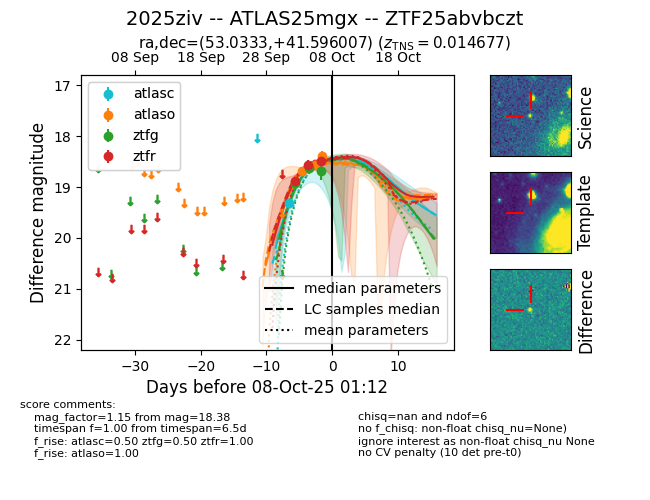 2025ziv -- ATLAS25mgx -- ZTF25abvbczt
ra,dec=(53.0333,+41.596007) (z_TNS = 0.014677)
08 Sep 18 Sep 28 Sep 08 Oct 18 Oct
17
18
19
20
21
22
Difference magnitude
atlasc
atlaso
ztfg
ztfr
median parameters
LC samples median
mean parameters
−30 −20 −10 0 10
Days before 08-Oct-25 01:12
Science
Template
Difference
score comments:
mag_factor=1.15 from mag=18.38
timespan f=1.00 from timespan=6.5d
f_rise: atlasc=0.50 ztfg=0.50 ztfr=1.00
f_rise: atlaso=1.00
chisq=nan and ndof=6
no f_chisq: non-float chisq_nu=None)
ignore interest as non-float chisq_nu None
no CV penalty (10 det pre-t0)